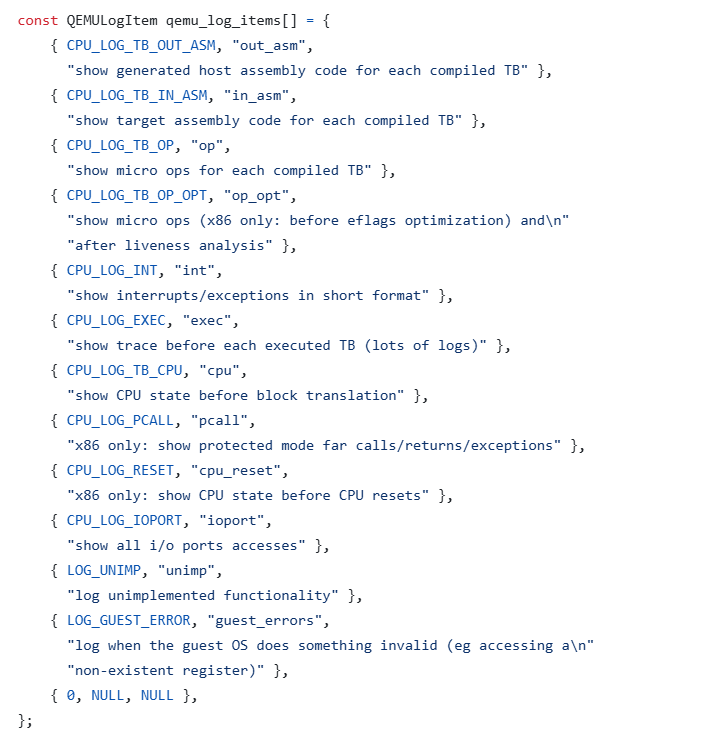 const QEMULogItem qemu_log_items[] = {
    { CPU_LOG_TB_OUT_ASM, "out_asm",
      "show generated host assembly code for each compiled TB" },
    { CPU_LOG_TB_IN_ASM, "in_asm",
      "show target assembly code for each compiled TB" },
    { CPU_LOG_TB_OP, "op",
      "show micro ops for each compiled TB" },
    { CPU_LOG_TB_OP_OPT, "op_opt",
      "show micro ops (x86 only: before eflags optimization) and\n"
      "after liveness analysis" },
    { CPU_LOG_INT, "int",
      "show interrupts/exceptions in short format" },
    { CPU_LOG_EXEC, "exec",
      "show trace before each executed TB (lots of logs)" },
    { CPU_LOG_TB_CPU, "cpu",
      "show CPU state before block translation" },
    { CPU_LOG_PCALL, "pcall",
      "x86 only: show protected mode far calls/returns/exceptions" },
    { CPU_LOG_RESET, "cpu_reset",
      "x86 only: show CPU state before CPU resets" },
    { CPU_LOG_IOPORT, "ioport",
      "show all i/o ports accesses" },
    { LOG_UNIMP, "unimp",
      "log unimplemented functionality" },
    { LOG_GUEST_ERROR, "guest_errors",
      "log when the guest OS does something invalid (eg accessing a\n"
      "non-existent register)" },
    { 0, NULL, NULL },
};